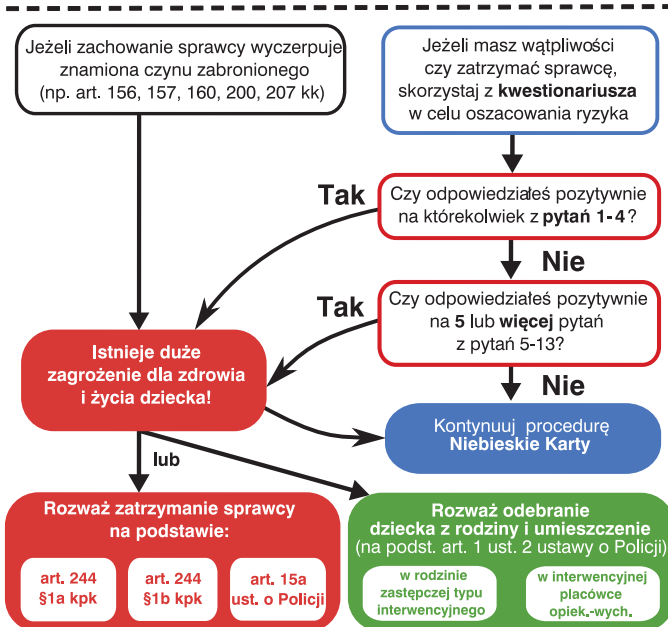 Jeżeli zachowanie sprawcy wyczerpuje
znamiona czynu zabronionego
(np. art. 156, 157, 160, 200, 207 kk)
Jeżeli masz wątpliwości
czy zatrzymać sprawcę,
skorzystaj z kwestionariusza
w celu oszacowania ryzyka
Tak
Czy odpowiedziałeś pozytywnie
na którekolwiek z pytań 1-4?
Nie
Tak
Czy odpowiedziałeś pozytywnie
na 5 lub więcej pytań
z pytań 5-13?
Nie
Istnieje duże
zagrożenie dla zdrowia
i życia dziecka!
Kontynuuj procedurę
Niebieskie Karty
lub
Rozważ zatrzymanie sprawcy
na podstawie:
art. 244
§1a kpk
art. 244
§1b kpk
art. 15a
ust. o Policji
Rozważ odebranie
dziecka z rodziny i umieszczenie
(na podst. art. 1 ust. 2 ustawy o Policji)
w rodzinie
zastępczej typu
interwencyjnego
w interwencyjnej
placówce
opiek.-wych.